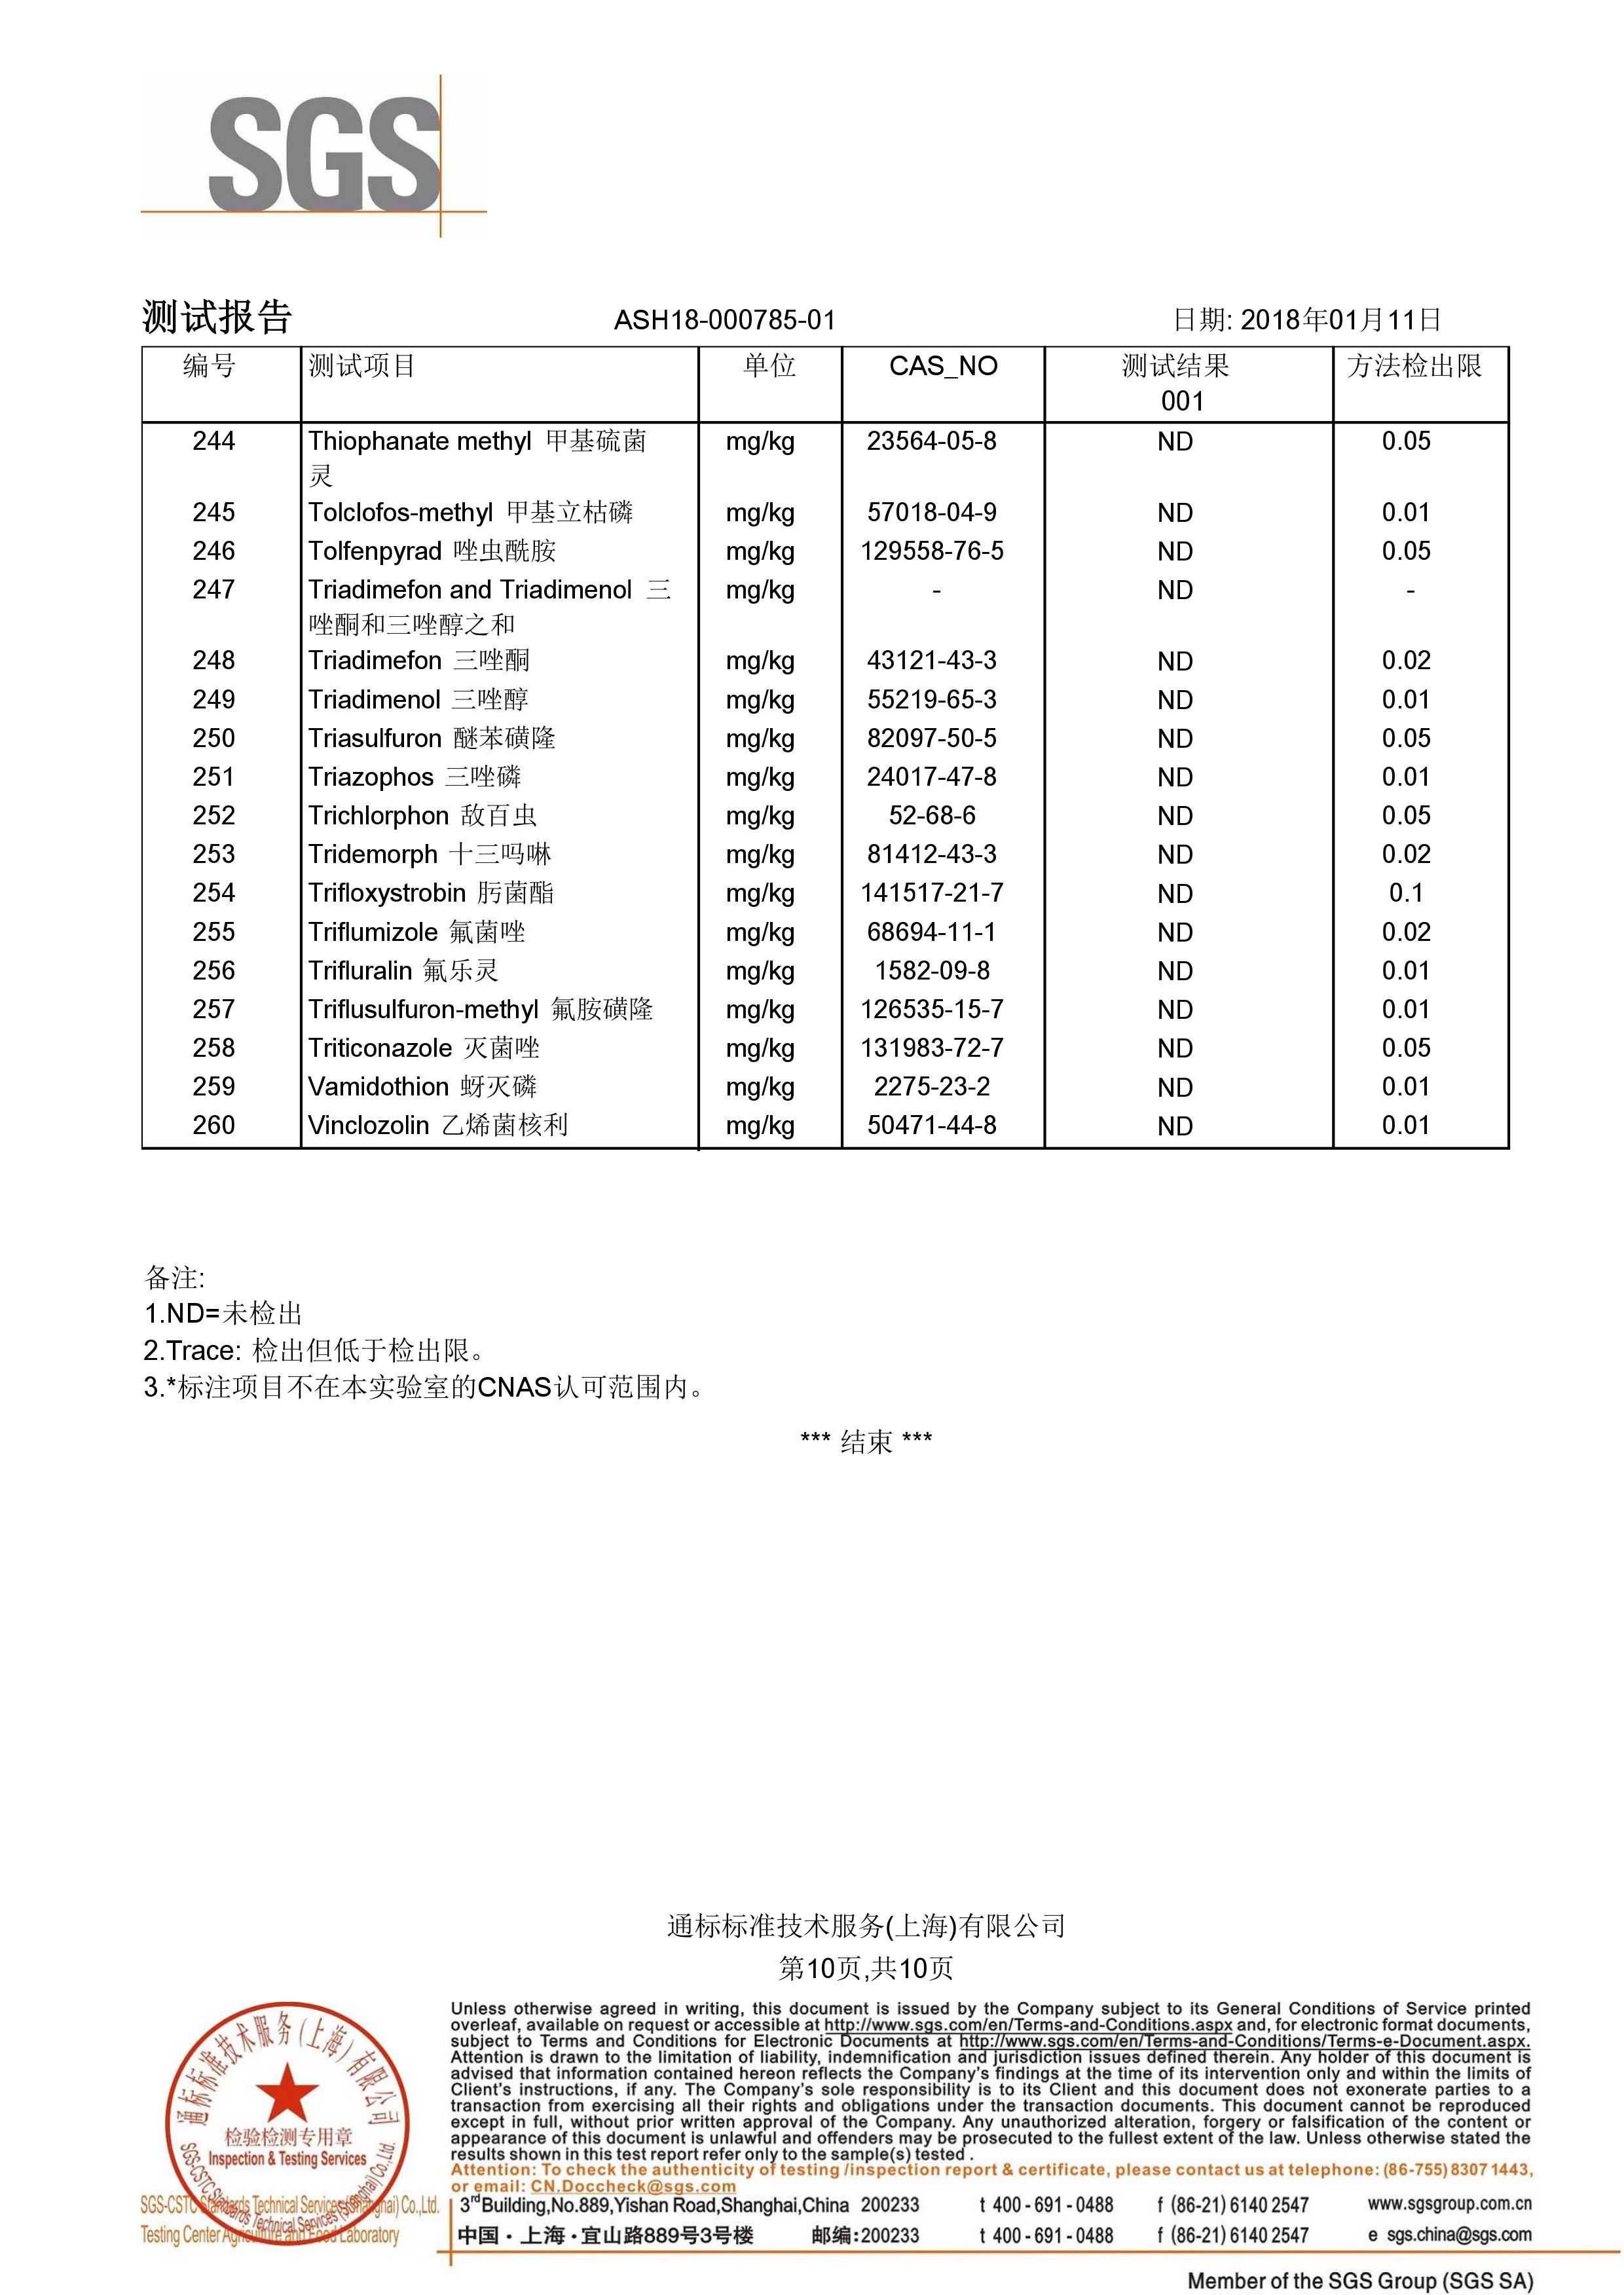 SGS
测试报告 ASH18-000785-01 日期: 2018年01月11日
编号 测试项目 单位 CAS_NO 测试结果 方法检出限
001
244 Thiophanate methyl 甲基硫菌 mg/kg 23564-05-8 ND 0.05
灵
245 Tolclofos-methyl 甲基立枯磷 mg/kg 57018-04-9 ND 0.01
246 Tolfenpyrad 唑虫酰胺 mg/kg 129558-76-5 ND 0.05
247 Triadimefon and Triadimenol 三 mg/kg - ND -
唑酮和三唑醇之和
248 Triadimefon 三唑酮 mg/kg 43121-43-3 ND 0.02
249 Triadimenol 三唑醇 mg/kg 55219-65-3 ND 0.01
250 Triasulfuron 醚苯磺隆 mg/kg 82097-50-5 ND 0.05
251 Triazophos 三唑磷 mg/kg 24017-47-8 ND 0.01
252 Trichlorphon 敌百虫 mg/kg 52-68-6 ND 0.05
253 Tridemorph 十三吗啉 mg/kg 81412-43-3 ND 0.02
254 Trifloxystrobin 肟菌酯 mg/kg 141517-21-7 ND 0.1
255 Triflumizole 氟菌唑 mg/kg 68694-11-1 ND 0.02
256 Trifluralin 氟乐灵 mg/kg 1582-09-8 ND 0.01
257 Triflusulfuron-methyl 氟胺磺隆 mg/kg 126535-15-7 ND 0.01
258 Triticonazole 灭菌唑 mg/kg 131983-72-7 ND 0.05
259 Vamidothion 蚜灭磷 mg/kg 2275-23-2 ND 0.01
260 Vinclozolin 乙烯菌核利 mg/kg 50471-44-8 ND 0.01
备注:
1.ND=未检出
2.Trace: 检出但低于检出限。
3.*标注项目不在本实验室的CNAS认可范围内。
*** 结束 ***
通标标准技术服务(上海)有限公司
第10页,共10页
通标标准技术服务(上海)有限公司
检验检测专用章
Inspection & Testing Services
SGS-CSTC Standards Technical Services (Shanghai) Co.,Ltd.
SGS-CSTC Standards Technical Services (Shanghai) Co.,Ltd.
Testing Center Agriculture and Food Laboratory
Unless otherwise agreed in writing, this document is issued by the Company subject to its General Conditions of Service printed
overleaf, available on request or accessible at http://www.sgs.com/en/Terms-and-Conditions.aspx and, for electronic format documents,
subject to Terms and Conditions for Electronic Documents at http://www.sgs.com/en/Terms-and-Conditions/Terms-e-Document.aspx.
Attention is drawn to the limitation of liability, indemnification and jurisdiction issues defined therein. Any holder of this document is
advised that information contained hereon reflects the Company's findings at the time of its intervention only and within the limits of
Client's instructions, if any. The Company's sole responsibility is to its Client and this document does not exonerate parties to a
transaction from exercising all their rights and obligations under the transaction documents. This document cannot be reproduced
except in full, without prior written approval of the Company. Any unauthorized alteration, forgery or falsification of the content or
appearance of this document is unlawful and offenders may be prosecuted to the fullest extent of the law. Unless otherwise stated the
results shown in this test report refer only to the sample(s) tested .
Attention: To check the authenticity of testing /inspection report & certificate, please contact us at telephone: (86-755) 8307 1443,
or email: CN.Doccheck@sgs.com
3rd Building,No.889,Yishan Road,Shanghai,China 200233 t 400-691-0488 f (86-21) 6140 2547 www.sgsgroup.com.cn
中国·上海·宜山路889号3号楼 邮编:200233 t 400-691-0488 f (86-21) 6140 2547 e sgs.china@sgs.com
Member of the SGS Group (SGS SA)